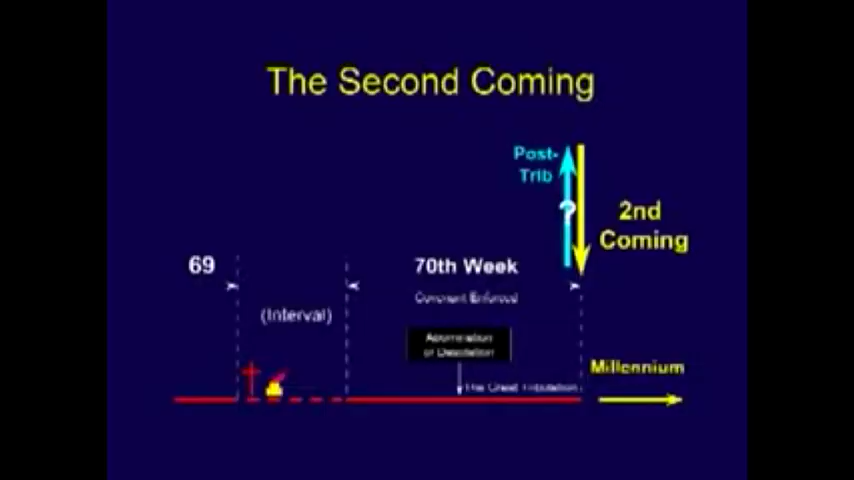 The Second Coming
Post-
Trib
?
2nd
Coming
69
70th Week
Covenant Enforced
(Interval)
Abomination
of Desolation
The Great Tribulation
Millennium